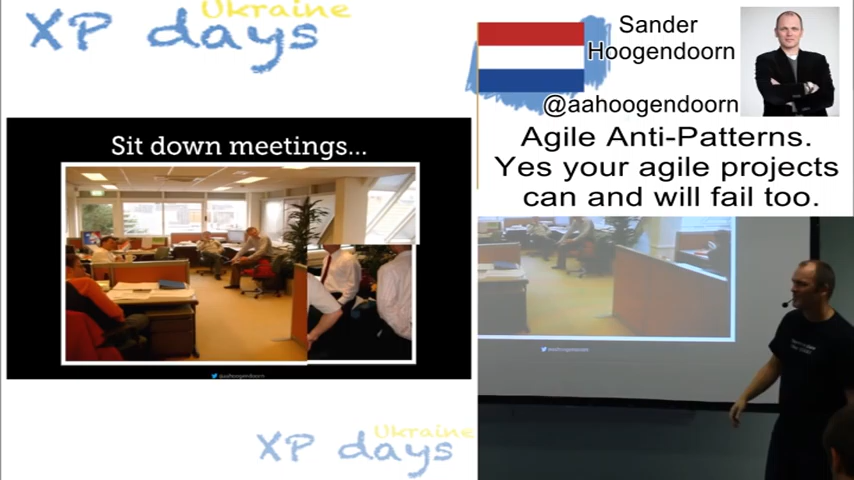 Ukraine
XP days
Sander
Hoogendoorn
@aahoogendoorn
Agile Anti-Patterns.
Yes your agile projects
can and will fail too.
Sit down meetings...
@aahoogendoorn
Ukraine
XP days